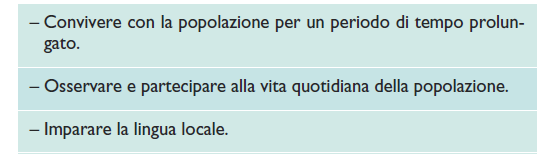 – Convivere con la popolazione per un periodo di tempo prolun-
gato.
– Osservare e partecipare alla vita quotidiana della popolazione.
– Imparare la lingua locale.